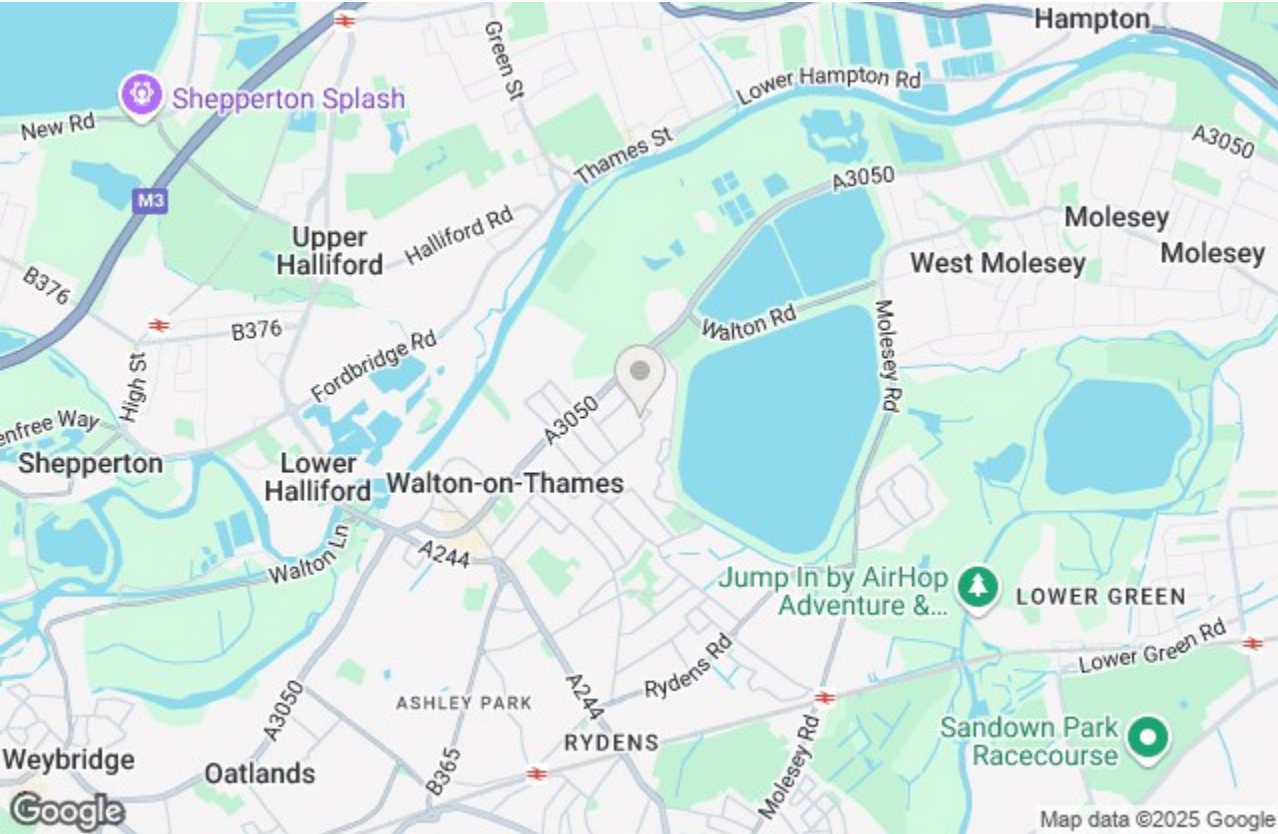 Hampton
Green St
Lower Hampton Rd
Shepperton Splash
New Rd
Thames St
A3050
M3
A3050
Molesey
Halliford Rd
Upper
Halliford
West Molesey
Molesey
B376
B376
Walton Rd
Molesey Rd
High St
Fordbridge Rd
A3050
enfree Way
Shepperton
Lower
Halliford
Walton-on-Thames
Walton Ln
A244
Jump In by AirHop
Adventure &...
LOWER GREEN
Lower Green Rd
Rydens Rd
A3050
ASHLEY PARK
A244
RYDENS
Molesey Rd
Sandown Park
Racecourse
Weybridge
Oatlands
B365
Google
Map data ©2025 Google